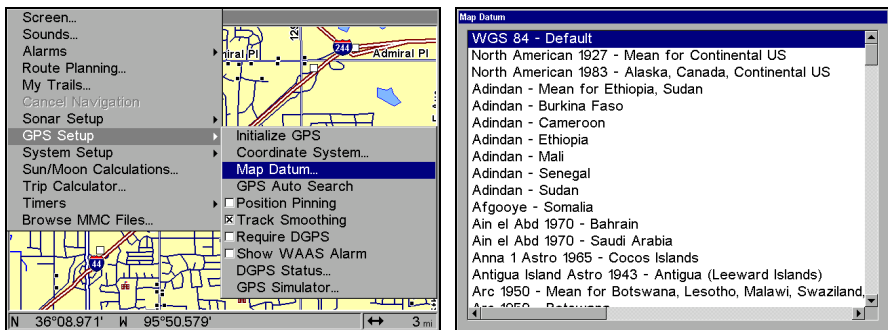 Screen...
Sounds...
Alarms
Route Planning...
My Trails...
Cancel Navigation
Sonar Setup
GPS Setup
System Setup
Sun/Moon Calculations...
Trip Calculator...
Timers
Browse MMC Files...
Initialize GPS
Coordinate System...
Map Datum...
GPS Auto Search
Position Pinning
Track Smoothing
Require DGPS
Show WAAS Alarm
DGPS Status...
GPS Simulator...
129
244
miral Pl
Admiral Pl
44
N 36°08.971' W 95°50.579'
3 mi
Map Datum
WGS 84 - Default
North American 1927 - Mean for Continental US
North American 1983 - Alaska, Canada, Continental US
Adindan - Mean for Ethiopia, Sudan
Adindan - Burkina Faso
Adindan - Cameroon
Adindan - Ethiopia
Adindan - Mali
Adindan - Senegal
Adindan - Sudan
Afgooye - Somalia
Ain el Abd 1970 - Bahrain
Ain el Abd 1970 - Saudi Arabia
Anna 1 Astro 1965 - Cocos Islands
Antigua Island Astro 1943 - Antigua (Leeward Islands)
Arc 1950 - Mean for Botswana, Lesotho, Malawi, Swaziland,
Arc 1950 - Botswana